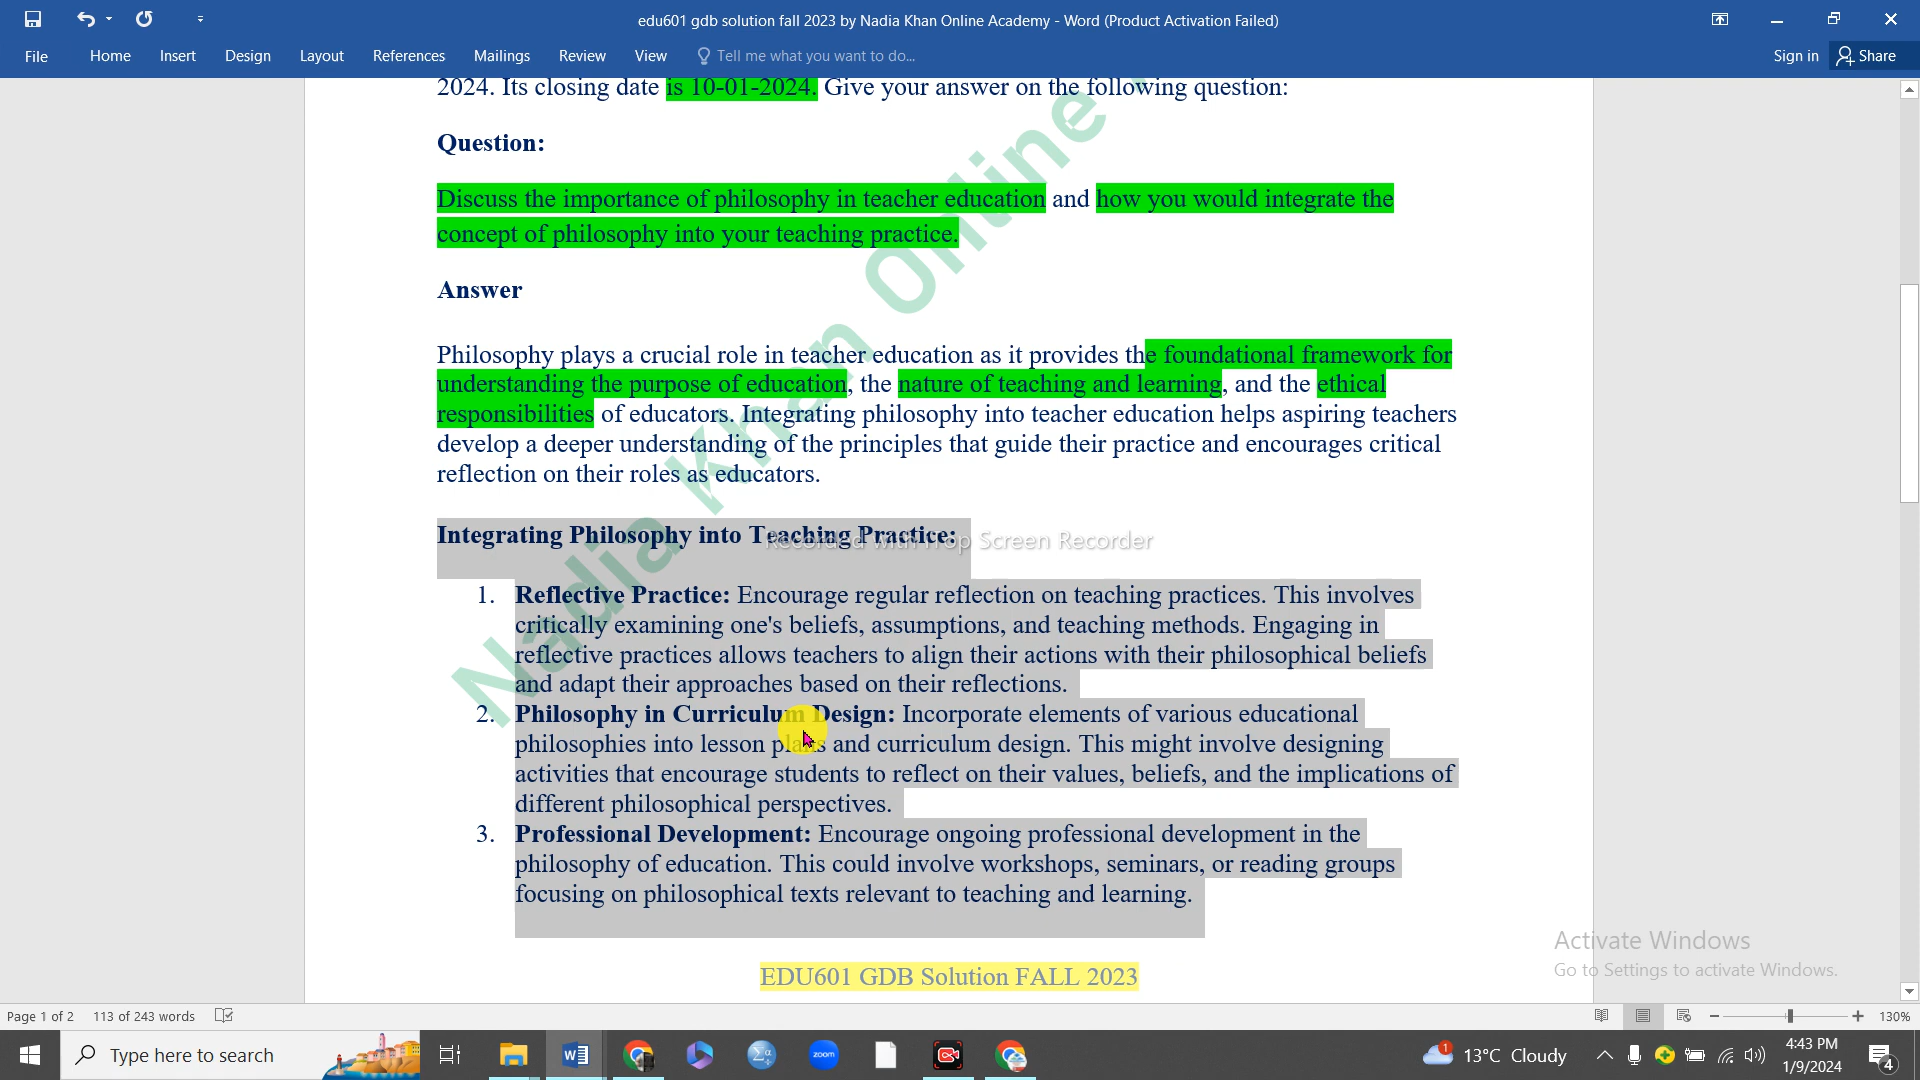 edu601 gdb solution fall 2023 by Nadia Khan Online Academy - Word (Product Activation Failed)
File Home Insert Design Layout References Mailings Review View Tell me what you want to do... Sign in Share
2024. Its closing date is 10-01-2024. Give your answer on the following question:
Question:
Discuss the importance of philosophy in teacher education and how you would integrate the
concept of philosophy into your teaching practice.
Answer
Philosophy plays a crucial role in teacher education as it provides the foundational framework for
understanding the purpose of education, the nature of teaching and learning, and the ethical
responsibilities of educators. Integrating philosophy into teacher education helps aspiring teachers
develop a deeper understanding of the principles that guide their practice and encourages critical
reflection on their roles as educators.
Integrating Philosophy into Teaching Practice:
Recorded with iTop Screen Recorder
1. Reflective Practice: Encourage regular reflection on teaching practices. This involves
critically examining one's beliefs, assumptions, and teaching methods. Engaging in
reflective practices allows teachers to align their actions with their philosophical beliefs
and adapt their approaches based on their reflections.
2. Philosophy in Curriculum Design: Incorporate elements of various educational
philosophies into lesson plans and curriculum design. This might involve designing
activities that encourage students to reflect on their values, beliefs, and the implications of
different philosophical perspectives.
3. Professional Development: Encourage ongoing professional development in the
philosophy of education. This could involve workshops, seminars, or reading groups
focusing on philosophical texts relevant to teaching and learning.
Nadia Khan Online
Activate Windows
Go to Settings to activate Windows.
EDU601 GDB Solution FALL 2023
Page 1 of 2 113 of 243 words 130%
Type here to search zoom 13°C Cloudy 4:43 PM
1/9/2024 4